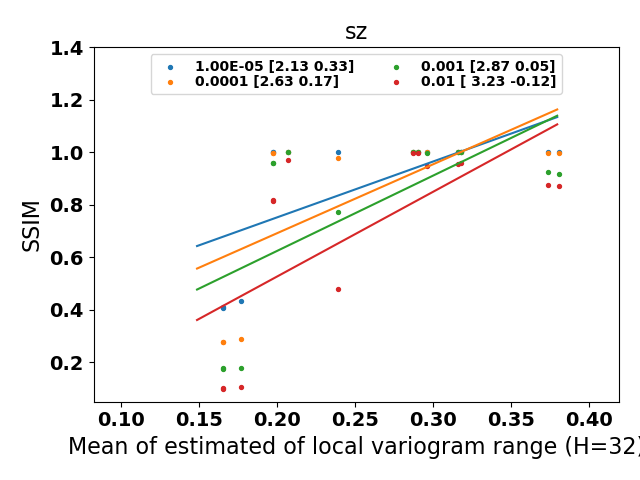 sz
1.4
1.00E-05 [2.13 0.33]
0.0001 [2.63 0.17]
0.001 [2.87 0.05]
0.01 [ 3.23 -0.12]
1.2
1.0
0.8
0.6
0.4
0.2
SSIM
0.10 0.15 0.20 0.25 0.30 0.35 0.40
Mean of estimated of local variogram range (H=32)